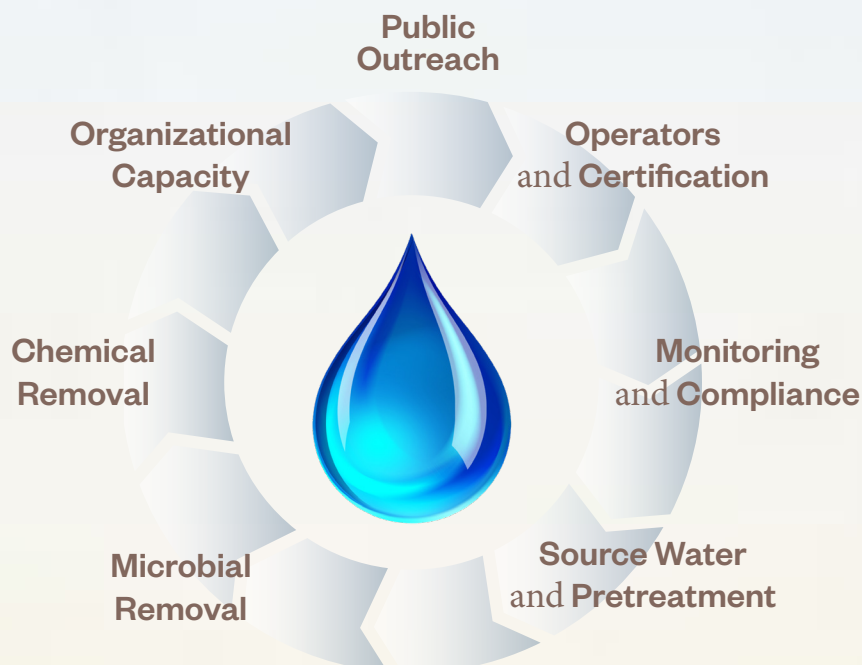 Public
Outreach
Organizational
Capacity
Operators
and Certification
Chemical
Removal
Monitoring
and Compliance
Microbial
Removal
Source Water
and Pretreatment